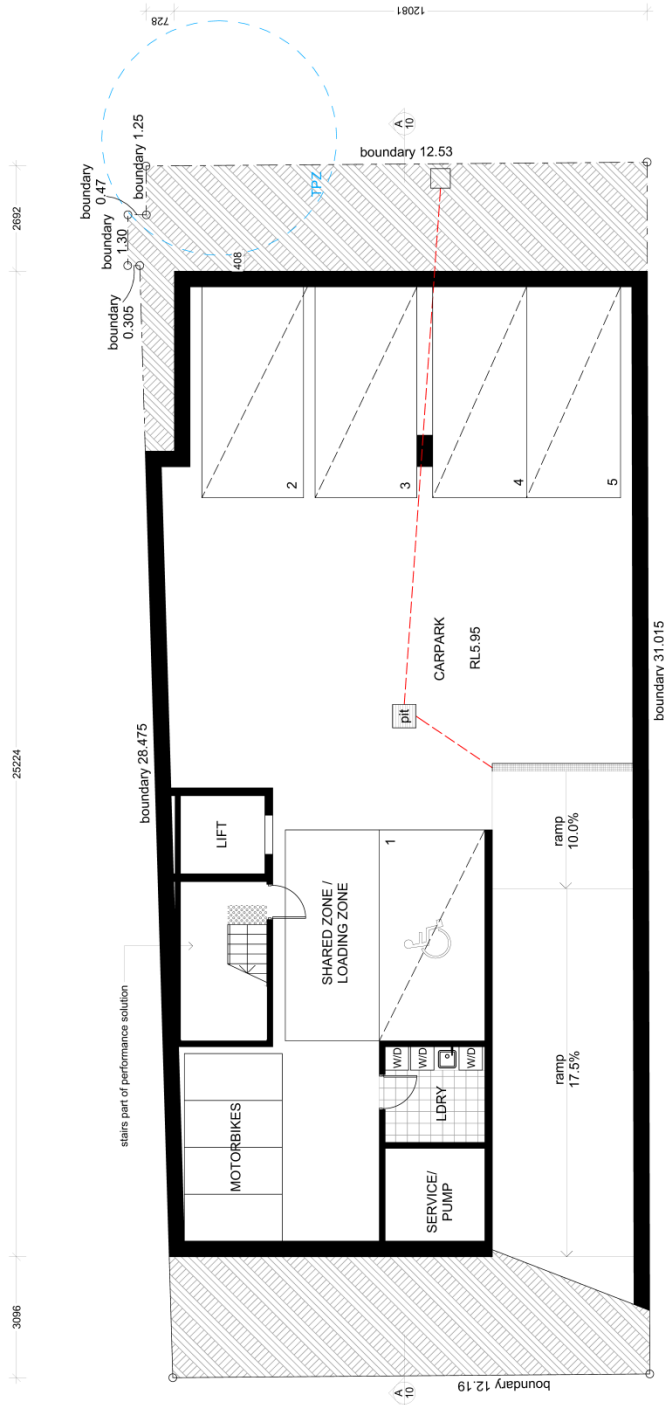 728
12081
A
10
boundary 12.53
boundary 1.25
boundary
0.47
boundary
1.30
boundary
0.305
TPZ
408
2692
25224
3096
2
3
4
5
CARPARK
RL5.95
pit
boundary 28.475
boundary 31.015
LIFT
SHARED ZONE /
LOADING ZONE
1
ramp
10.0%
ramp
17.5%
stairs part of performance solution
MOTORBIKES
W/D
W/D
W/D
LDRY
SERVICE/
PUMP
A
10
boundary 12.19